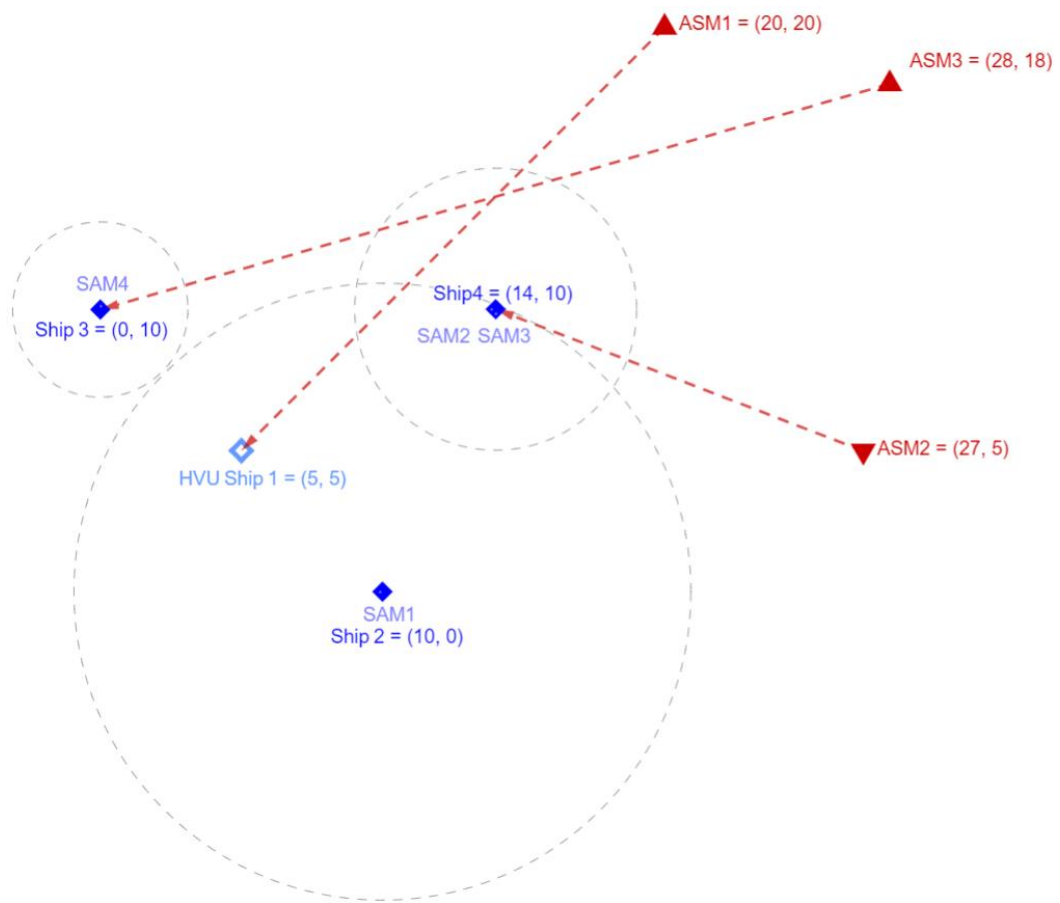 ASM1 = (20, 20)
ASM3 = (28, 18)
SAM4
Ship 3 = (0, 10)
Ship4 = (14, 10)
SAM2 SAM3
HVU Ship 1 = (5, 5)
ASM2 = (27, 5)
SAM1
Ship 2 = (10, 0)